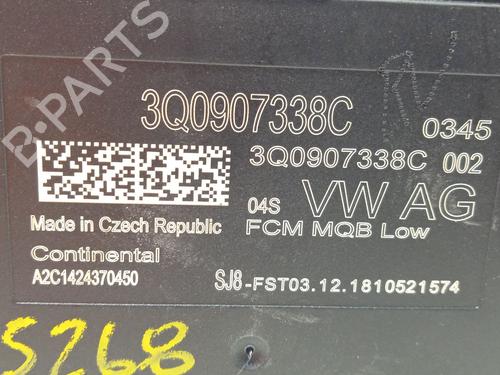 B-PARTS
3Q0907338C
0345
3Q0907338C 002
04S VW AG
Made in Czech Republic
FCM MQB Low
Continental
A2C1424370450
SJ8-FST03.12.1810521574
5268